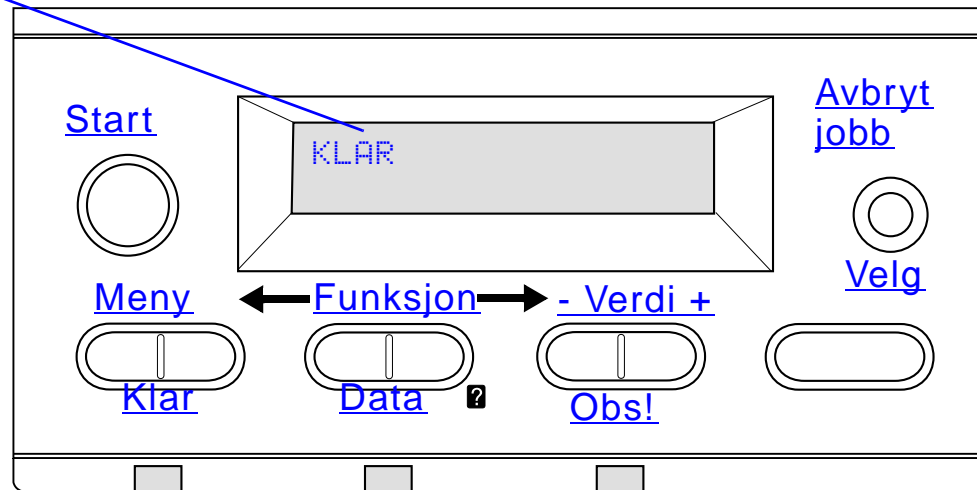 Start
KLAR
Avbryt
jobb
Meny
Funksjon
- Verdi +
Velg
Klar
Data
?
Obs!